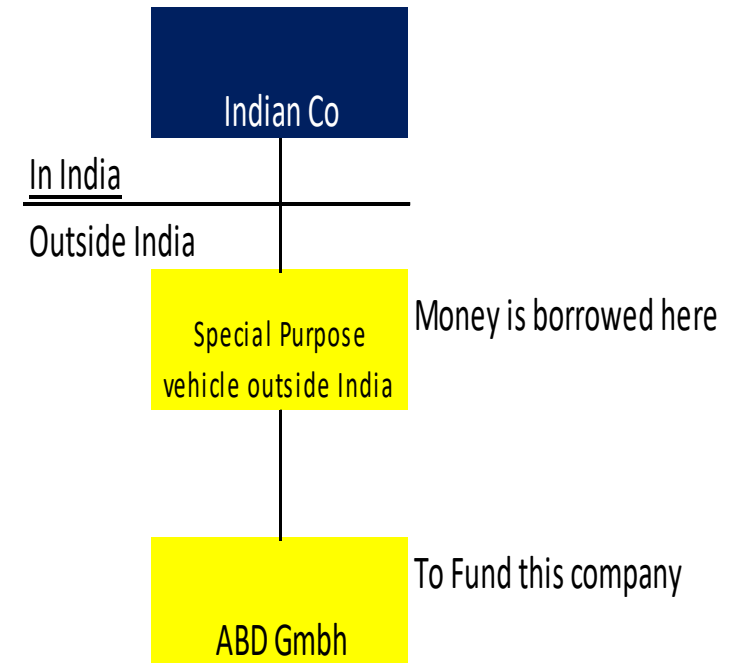 Indian Co
In India
Outside India
Special Purpose
vehicle outside India
Money is borrowed here
To Fund this company
ABD Gmbh